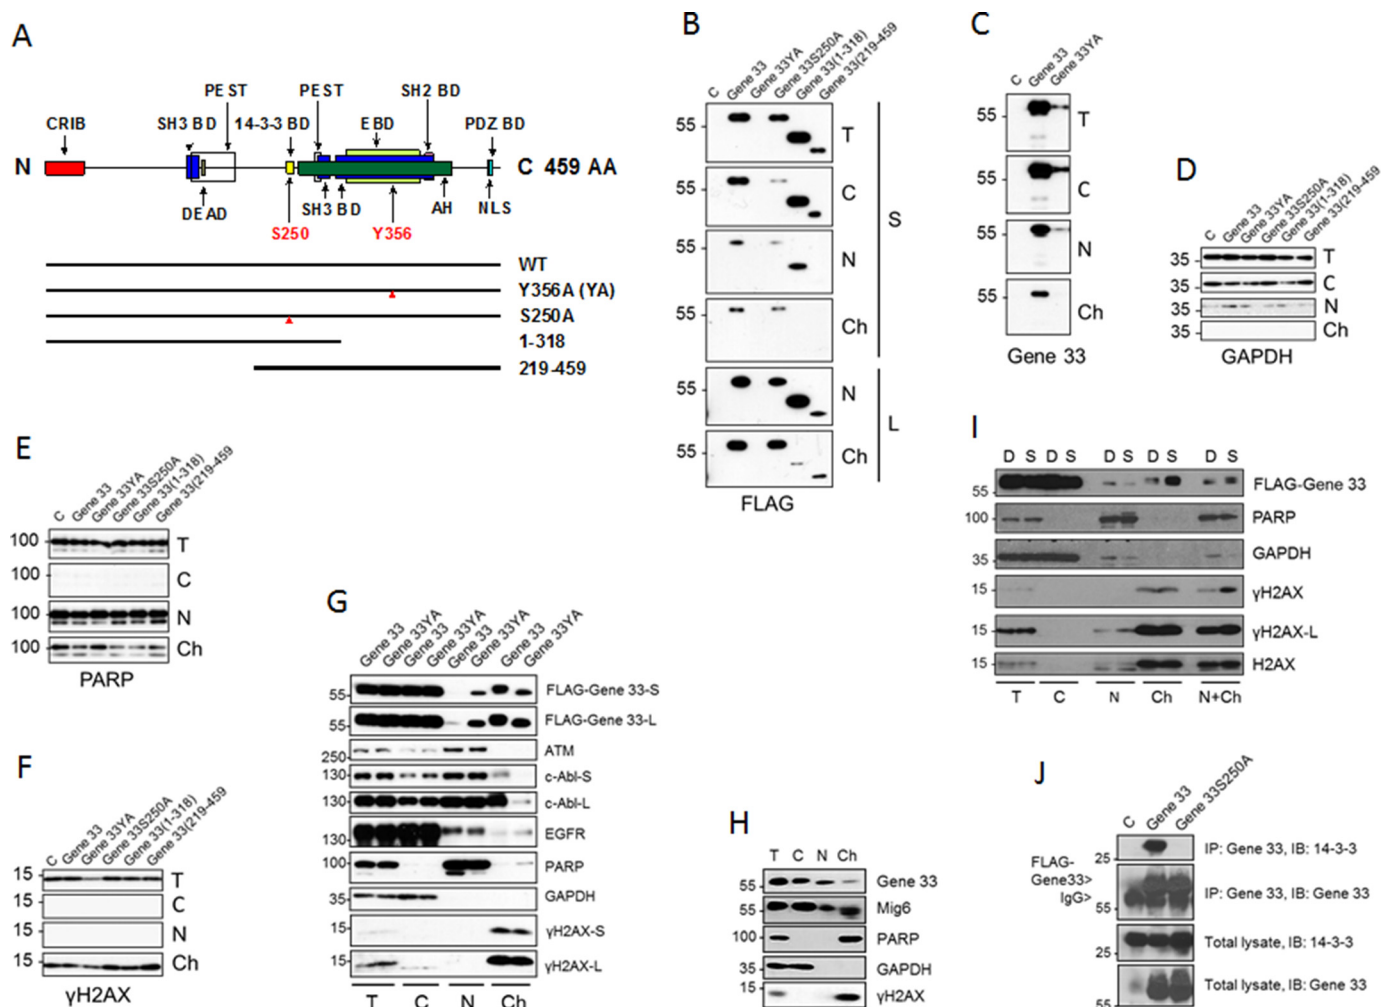 A
PEST PEST SH2 BD
CRIB SH3 BD 14-3-3 BD EBD PDZ BD
N C 459 AA
DEAD SH3 BD AH NLS
S250 Y356
WT
Y356A (YA)
S250A
1-318
219-459
B
C Gene 33 Gene 33YA Gene 33S250A Gene 33(1-318) Gene 33(219-459
55 T
55 C
55 N
55 Ch
S
55 N
55 Ch
L
FLAG
C
C Gene 33 Gene 33YA
55 T
55 C
55 N
55 Ch
Gene 33
D
C Gene 33 Gene 33YA Gene 33S250A Gene 33(1-318) Gene 33(219-459
35 T
35 C
35 N
35 Ch
GAPDH
E
C Gene 33 Gene 33YA Gene 33S250A Gene 33(1-318) Gene 33(219-459
100 T
100 C
100 N
100 Ch
PARP
F
C Gene 33 Gene 33YA Gene 33S250A Gene 33(1-318) Gene 33(219-459
15 T
C
15 N
15 Ch
γH2AX
G
Gene 33 Gene 33YA Gene 33 Gene 33YA Gene 33 Gene 33YA Gene 33 Gene 33YA
55 FLAG-Gene 33-S
55 FLAG-Gene 33-L
250 ATM
130 c-Abl-S
130 c-Abl-L
130 EGFR
100 PARP
35 GAPDH
15 γH2AX-S
15 γH2AX-L
T C N Ch
H
T C N Ch
55 Gene 33
55 Mig6
100 PARP
35 GAPDH
15 γH2AX
I
D S D S D S D S D S
55 FLAG-Gene 33
100 PARP
35 GAPDH
15 γH2AX
15 γH2AX-L
15 H2AX
T C N Ch N+Ch
J
C Gene 33 Gene 33S250A
25 IP: Gene 33, IB: 14-3-3
FLAG-
Gene33>
IgG>
55 IP: Gene 33, IB: Gene 33
25 Total lysate, IB: 14-3-3
55 Total lysate, IB: Gene 33